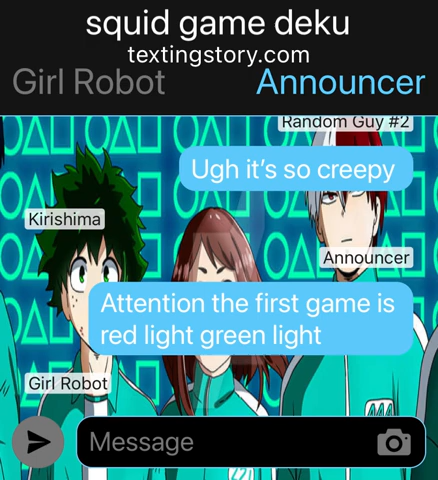 squid game deku
textingstory.com
Girl Robot Announcer
Random Guy #2
Ugh it's so creepy
Kirishima
Announcer
Attention the first game is
red light green light
Girl Robot
Message